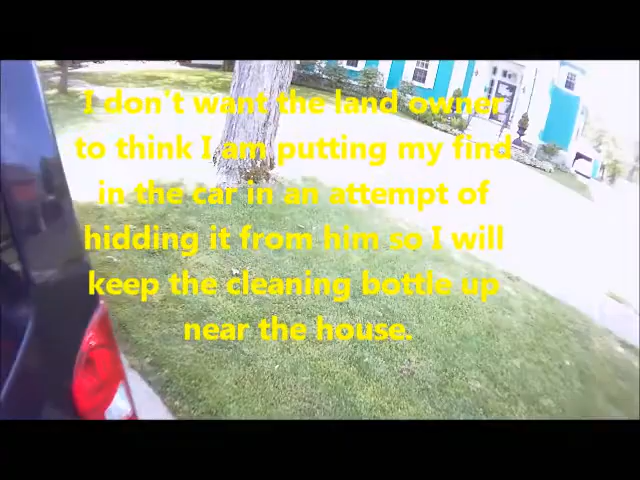 I don't want the land owner
to think I am putting my find
in the car in an attempt of
hidding it from him so I will
keep the cleaning bottle up
near the house.